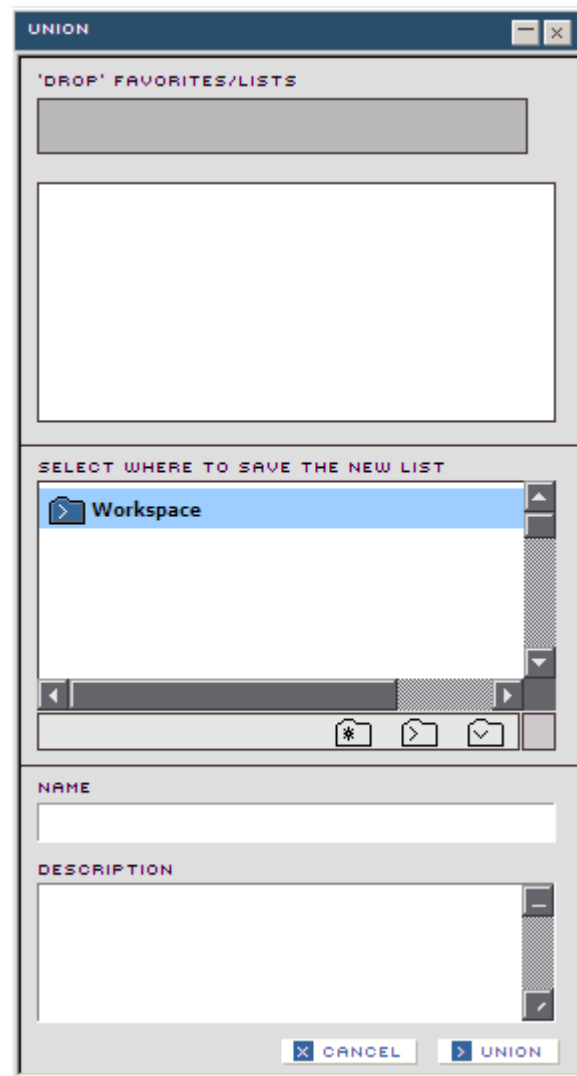 UNION
'DROP' FAVORITES/LISTS
SELECT WHERE TO SAVE THE NEW LIST
Workspace
NAME
DESCRIPTION
CANCEL UNION